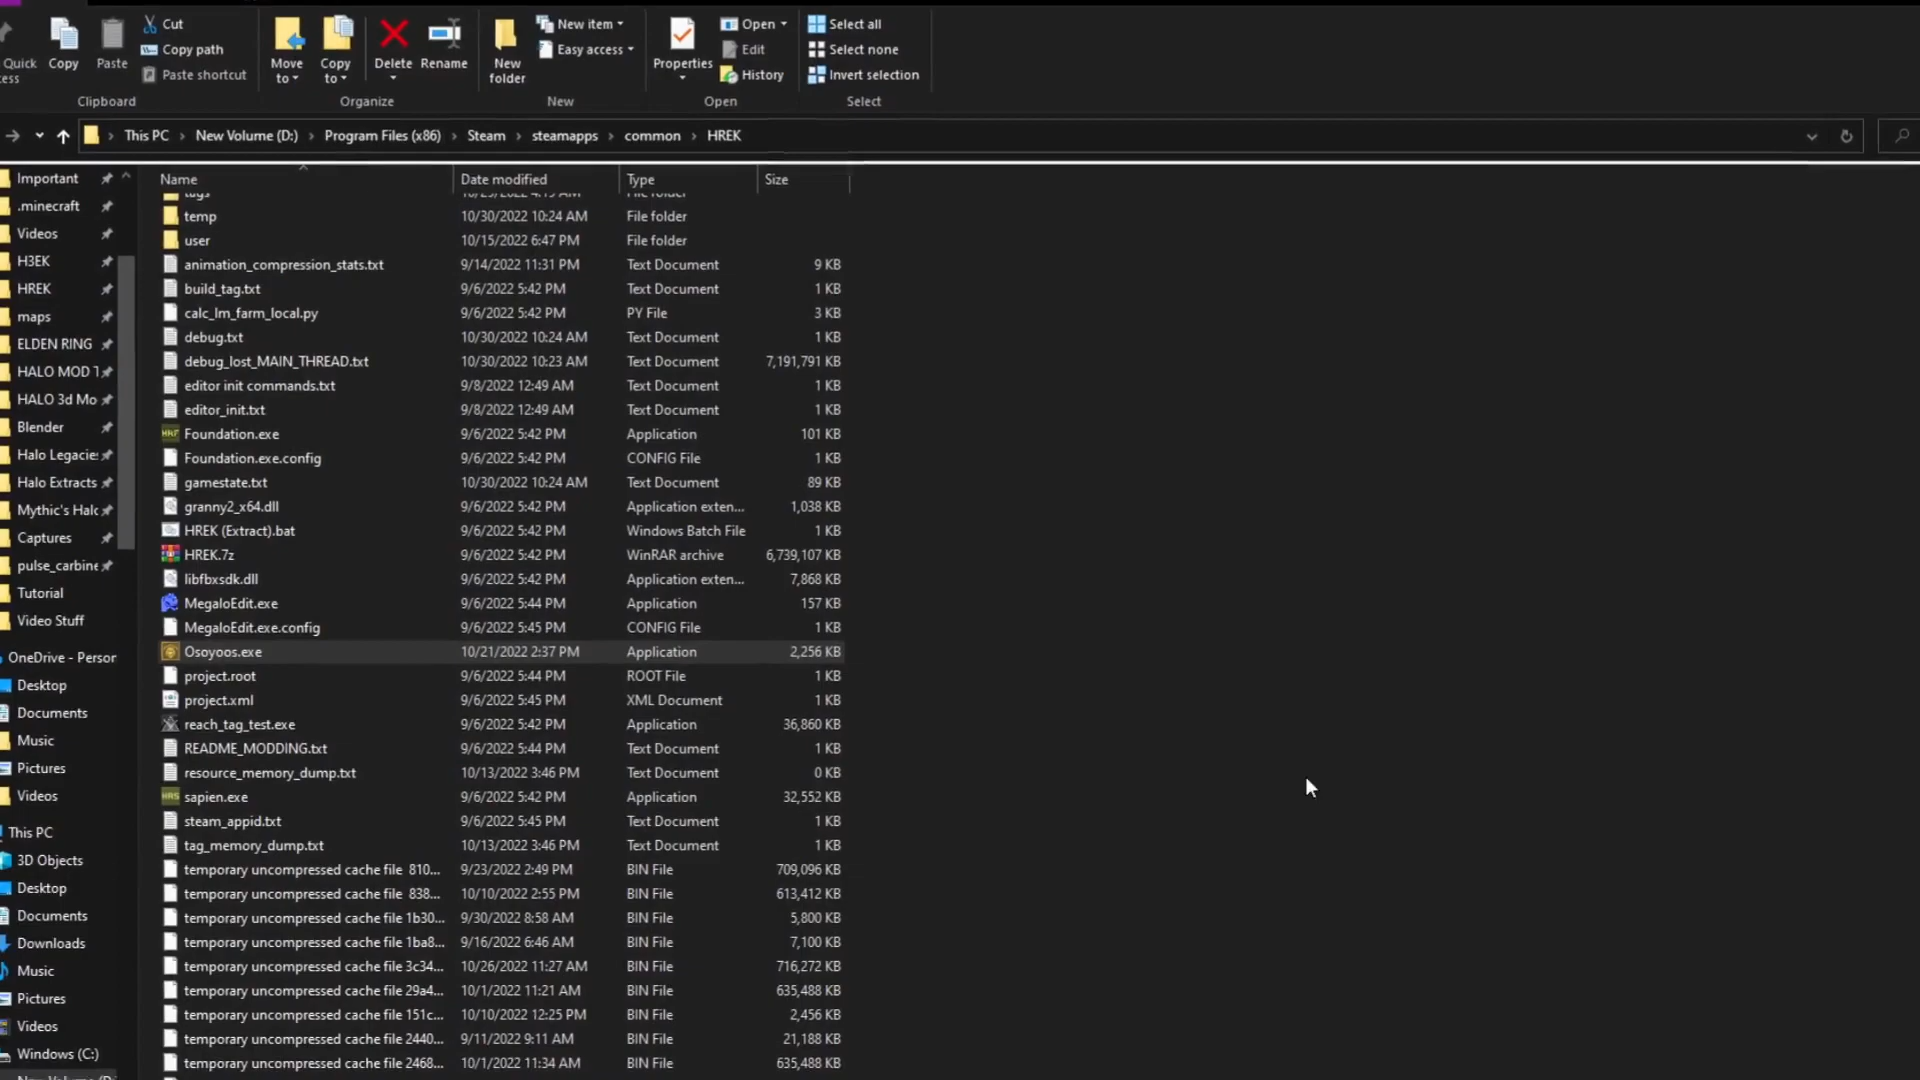 Cut
Copy path
Paste shortcut
Quick
Copy
Paste
Clipboard
Move to
Copy to
Delete
Rename
Organize
New folder
New item
Easy access
New
Properties
Open
Edit
History
Open
Select all
Select none
Invert selection
Select
This PC > New Volume (D:) > Program Files (x86) > Steam > steamapps > common > HREK
Important
.minecraft
Videos
H3EK
HREK
maps
ELDEN RING
HALO MOD
HALO 3d Mo
Blender
Halo Legacie
Halo Extracts
Mythic's Halo
Captures
pulse_carbine
Tutorial
Video Stuff
OneDrive - Person
Desktop
Documents
Music
Pictures
Videos
This PC
3D Objects
Desktop
Documents
Downloads
Music
Pictures
Videos
Windows (C:)
Name Date modified Type Size
tags 10/29/2022 4:19 AM File folder
temp 10/30/2022 10:24 AM File folder
user 10/15/2022 6:47 PM File folder
animation_compression_stats.txt 9/14/2022 11:31 PM Text Document 9 KB
build_tag.txt 9/6/2022 5:42 PM Text Document 1 KB
calc_lm_farm_local.py 9/6/2022 5:42 PM PY File 3 KB
debug.txt 10/30/2022 10:24 AM Text Document 1 KB
debug_lost_MAIN_THREAD.txt 10/30/2022 10:23 AM Text Document 7,191,791 KB
editor init commands.txt 9/8/2022 12:49 AM Text Document 1 KB
editor_init.txt 9/8/2022 12:49 AM Text Document 1 KB
Foundation.exe 9/6/2022 5:42 PM Application 101 KB
Foundation.exe.config 9/6/2022 5:42 PM CONFIG File 1 KB
gamestate.txt 10/30/2022 10:24 AM Text Document 89 KB
granny2_x64.dll 9/6/2022 5:42 PM Application exten... 1,038 KB
HREK (Extract).bat 9/6/2022 5:42 PM Windows Batch File 1 KB
HREK.7z 9/6/2022 5:42 PM WinRAR archive 6,739,107 KB
libfbxsdk.dll 9/6/2022 5:42 PM Application exten... 7,868 KB
MegaloEdit.exe 9/6/2022 5:44 PM Application 157 KB
MegaloEdit.exe.config 9/6/2022 5:45 PM CONFIG File 1 KB
Osoyoos.exe 10/21/2022 2:37 PM Application 2,256 KB
project.root 9/6/2022 5:44 PM ROOT File 1 KB
project.xml 9/6/2022 5:45 PM XML Document 1 KB
reach_tag_test.exe 9/6/2022 5:42 PM Application 36,860 KB
README_MODDING.txt 9/6/2022 5:44 PM Text Document 1 KB
resource_memory_dump.txt 10/13/2022 3:46 PM Text Document 0 KB
sapien.exe 9/6/2022 5:42 PM Application 32,552 KB
steam_appid.txt 9/6/2022 5:45 PM Text Document 1 KB
tag_memory_dump.txt 10/13/2022 3:46 PM Text Document 1 KB
temporary uncompressed cache file 810... 9/23/2022 2:49 PM BIN File 709,096 KB
temporary uncompressed cache file 838... 10/10/2022 2:55 PM BIN File 613,412 KB
temporary uncompressed cache file 1b30... 9/30/2022 8:58 AM BIN File 5,800 KB
temporary uncompressed cache file 1ba8... 9/16/2022 6:46 AM BIN File 7,100 KB
temporary uncompressed cache file 3c34... 10/26/2022 11:27 AM BIN File 716,272 KB
temporary uncompressed cache file 29a4... 10/1/2022 11:21 AM BIN File 635,488 KB
temporary uncompressed cache file 151c... 10/10/2022 12:25 PM BIN File 2,456 KB
temporary uncompressed cache file 2440... 9/11/2022 9:11 AM BIN File 21,188 KB
temporary uncompressed cache file 2468... 10/1/2022 11:34 AM BIN File 635,488 KB